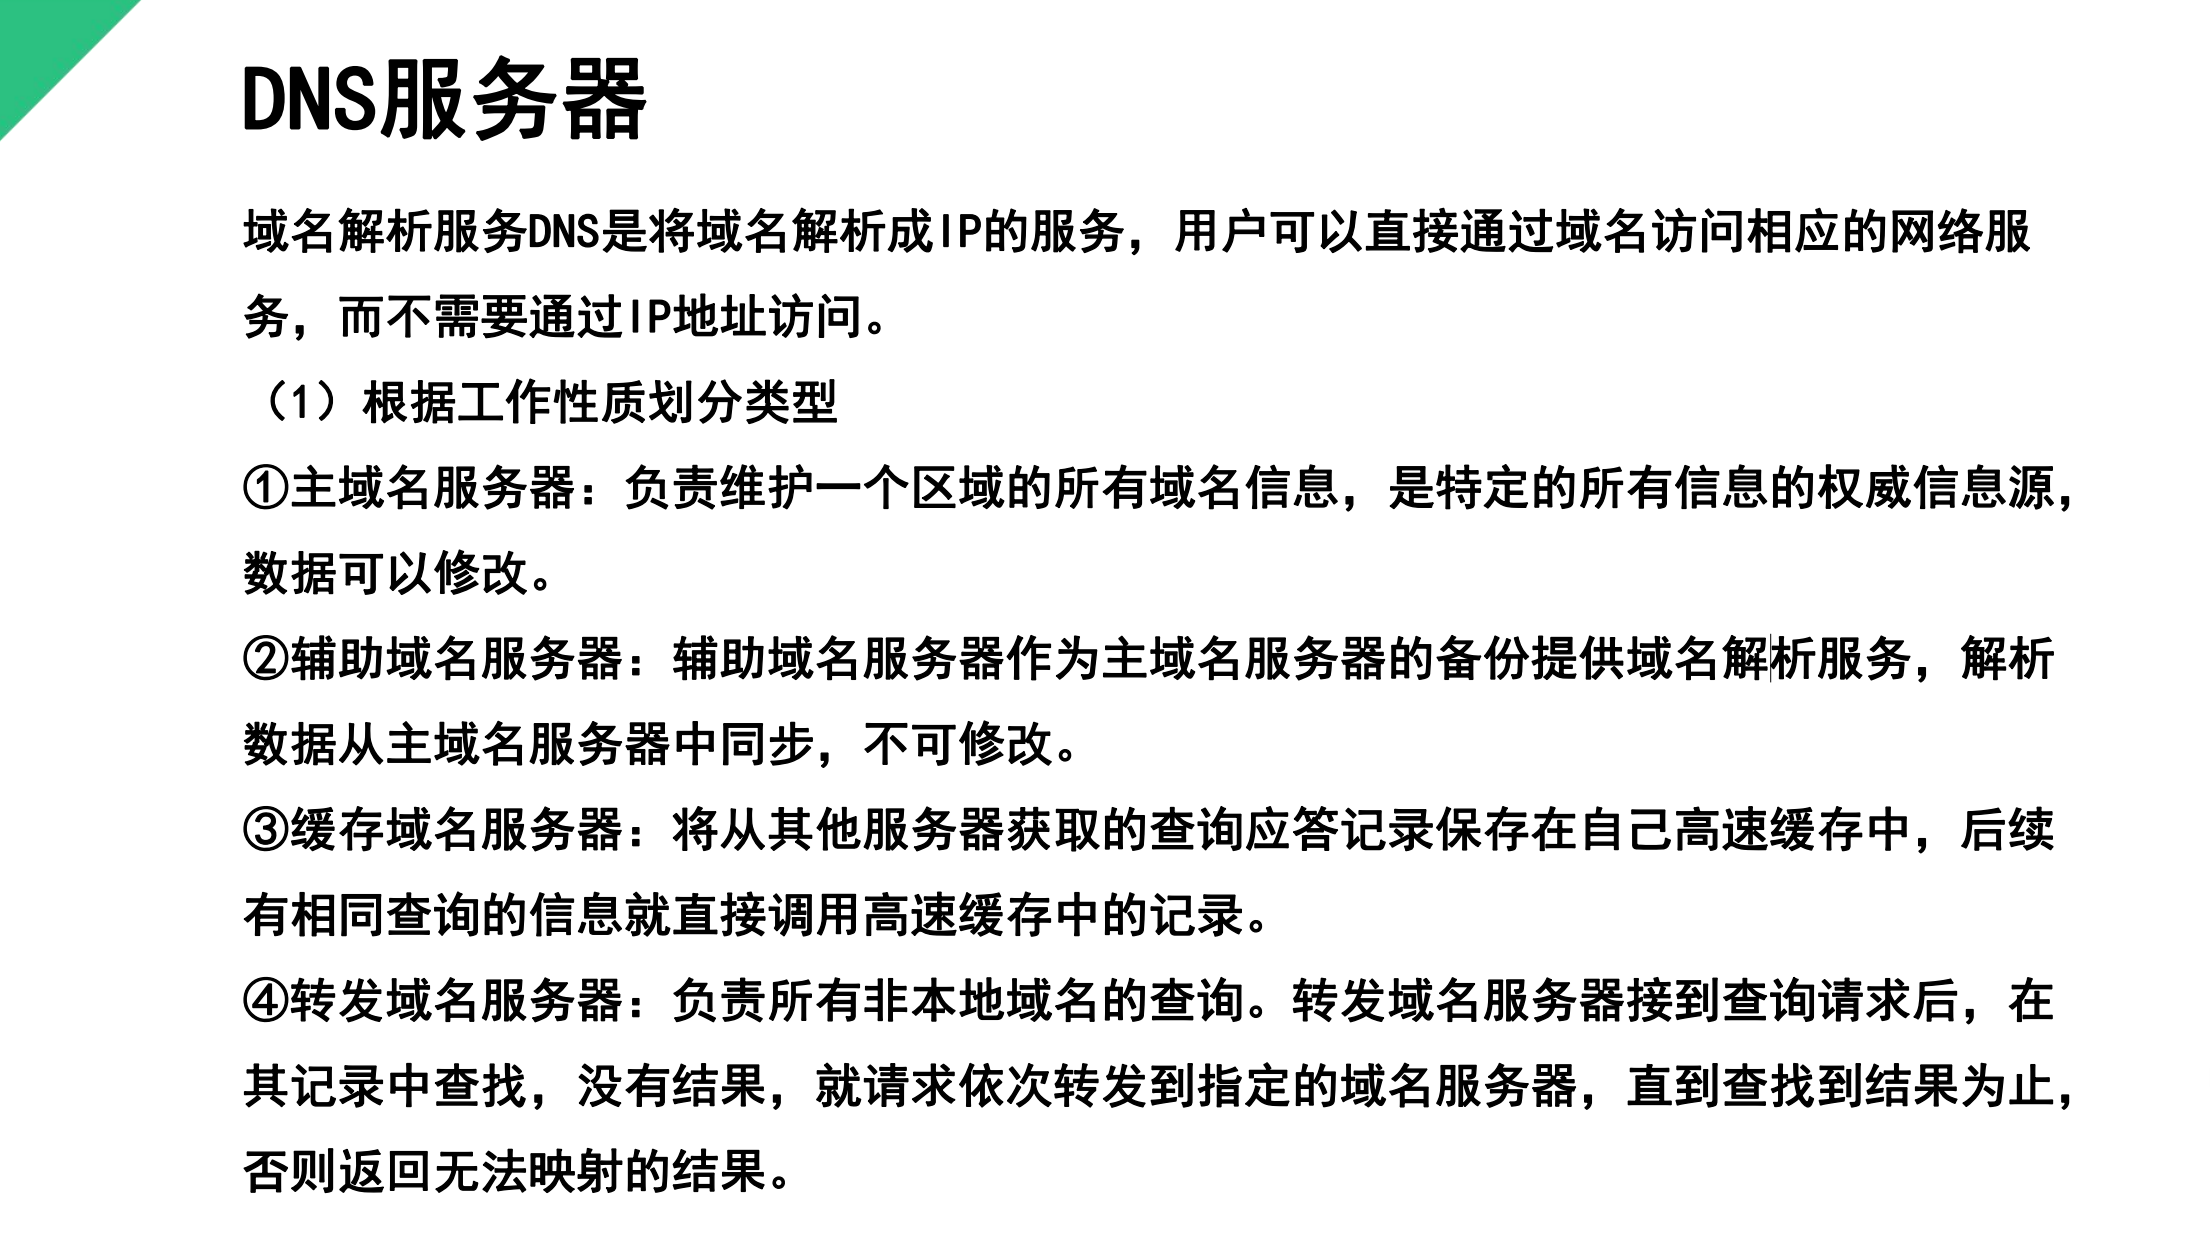 DNS服务器
域名解析服务DNS是将域名解析成IP的服务，用户可以直接通过域名访问相应的网络服
务，而不需要通过IP地址访问。
（1）根据工作性质划分类型
①主域名服务器：负责维护一个区域的所有域名信息，是特定的所有信息的权威信息源，
数据可以修改。
②辅助域名服务器：辅助域名服务器作为主域名服务器的备份提供域名解析服务，解析
数据从主域名服务器中同步，不可修改。
③缓存域名服务器：将从其他服务器获取的查询应答记录保存在自己高速缓存中，后续
有相同查询的信息就直接调用高速缓存中的记录。
④转发域名服务器：负责所有非本地域名的查询。转发域名服务器接到查询请求后，在
其记录中查找，没有结果，就请求依次转发到指定的域名服务器，直到查找到结果为止，
否则返回无法映射的结果。